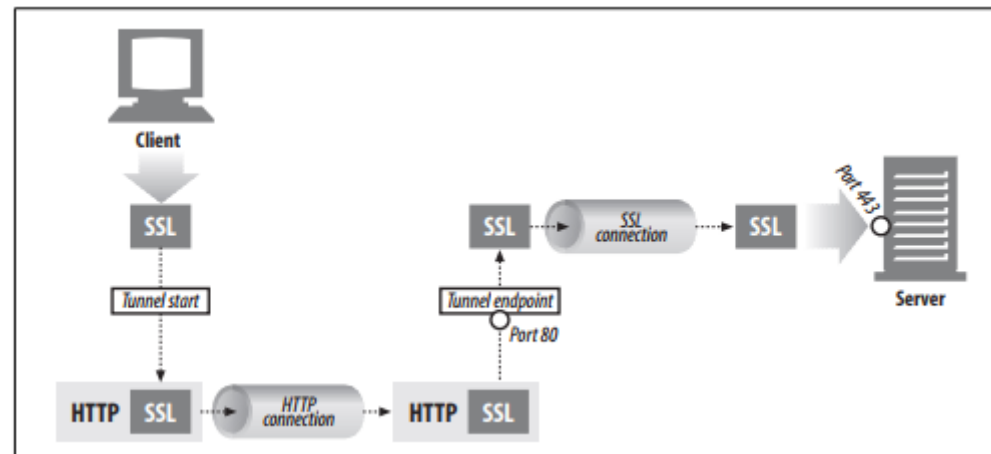 Client
SSL
Tunnel start
HTTP SSL
HTTP
connection
HTTP SSL
Port 80
Tunnel endpoint
SSL
SSL
connection
SSL
Port 443
Server